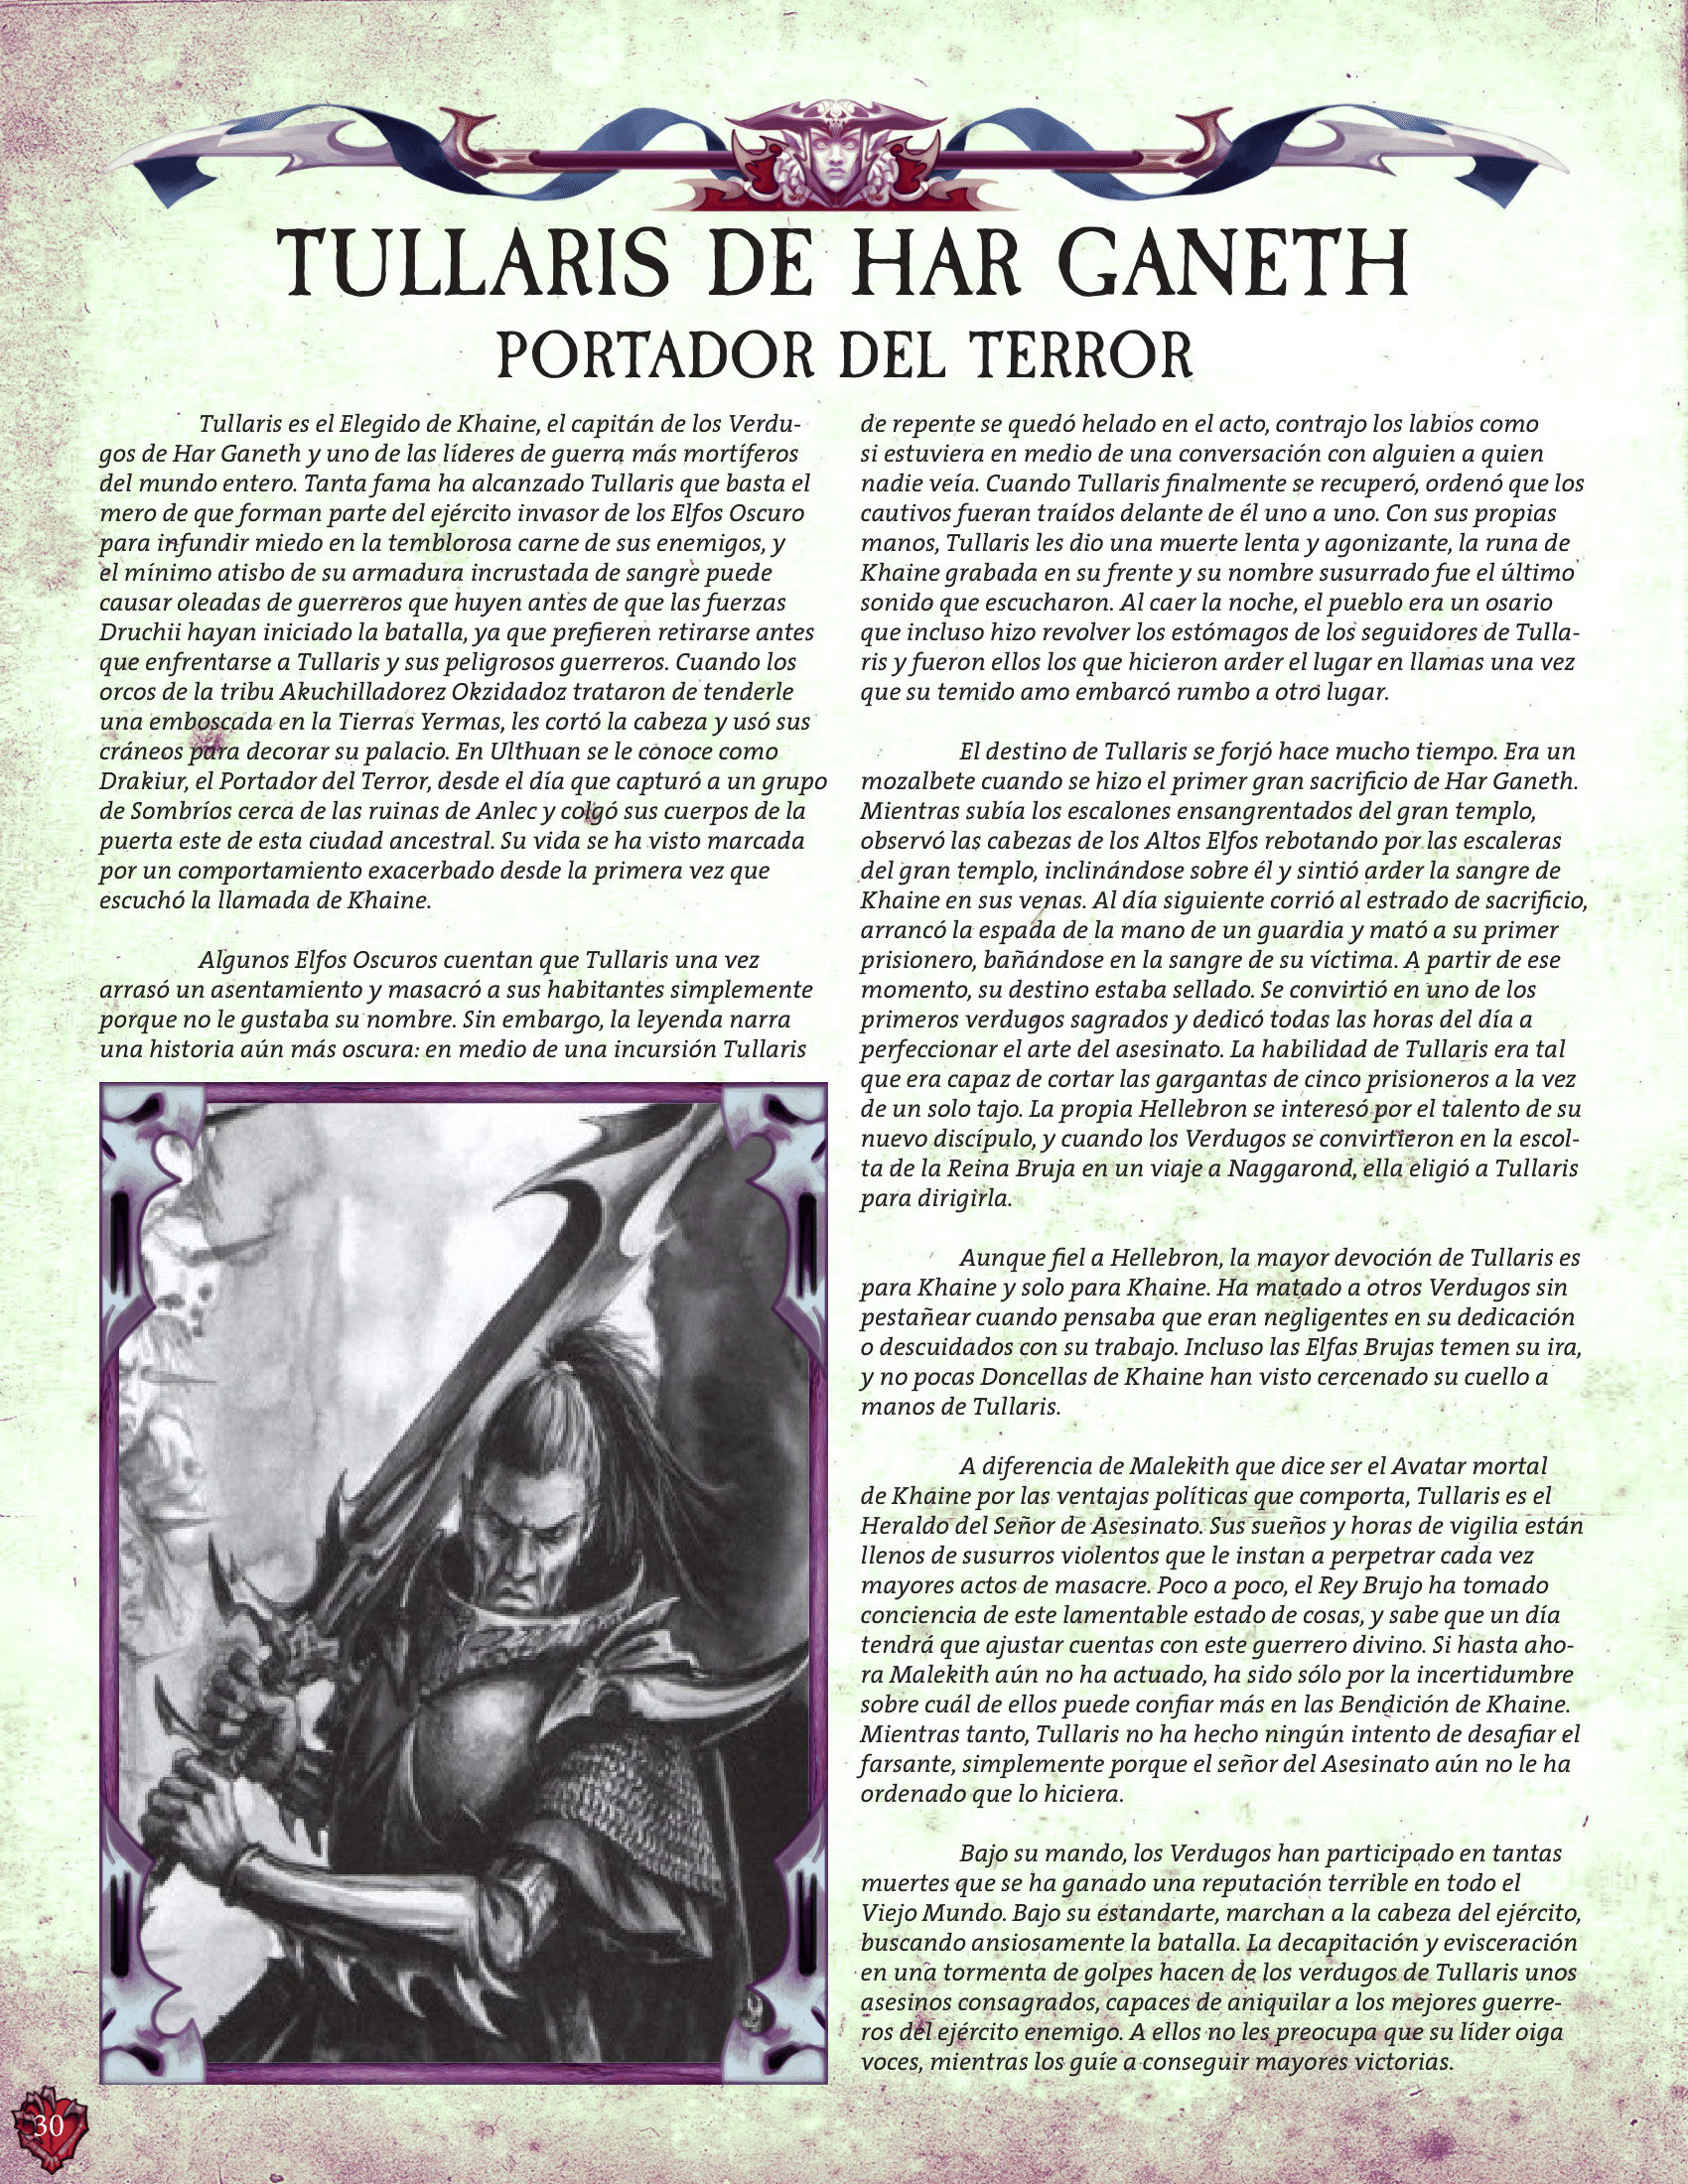 TULLARIS DE HAR GANETH
PORTADOR DEL TERROR
Tullaris es el Elegido de Khaine, el capitán de los Verdu-
gos de Har Ganeth y uno de las líderes de guerra más mortíferos
del mundo entero. Tanta fama ha alcanzado Tullaris que basta el
mero de que forman parte del ejército invasor de los Elfos Oscuro
para infundir miedo en la temblorosa carne de sus enemigos, y
el mínimo atisbo de su armadura incrustada de sangre puede
causar oleadas de guerreros que huyen antes de que las fuerzas
Druchii hayan iniciado la batalla, ya que prefieren retirarse antes
que enfrentarse a Tullaris y sus peligrosos guerreros. Cuando los
orcos de la tribu Akuchilladorez Okzidadoz trataron de tenderle
una emboscada en la Tierras Yermas, les cortó la cabeza y usó sus
cráneos para decorar su palacio. En Ulthuan se le conoce como
Drakiur, el Portador del Terror, desde el día que capturó a un grupo
de Sombríos cerca de las ruinas de Anlec y colgó sus cuerpos de la
puerta este de esta ciudad ancestral. Su vida se ha visto marcada
por un comportamiento exacerbado desde la primera vez que
escuchó la llamada de Khaine.
Algunos Elfos Oscuros cuentan que Tullaris una vez
arrasó un asentamiento y masacró a sus habitantes simplemente
porque no le gustaba su nombre. Sin embargo, la leyenda narra
una historia aún más oscura: en medio de una incursión Tullaris
de repente se quedó helado en el acto, contrajo los labios como
si estuviera en medio de una conversación con alguien a quien
nadie veía. Cuando Tullaris finalmente se recuperó, ordenó que los
cautivos fueran traídos delante de él uno a uno. Con sus propias
manos, Tullaris les dio una muerte lenta y agonizante, la runa de
Khaine grabada en su frente y su nombre susurrado fue el último
sonido que escucharon. Al caer la noche, el pueblo era un osario
que incluso hizo revolver los estómagos de los seguidores de Tulla-
ris y fueron ellos los que hicieron arder el lugar en llamas una vez
que su temido amo embarcó rumbo a otro lugar.
El destino de Tullaris se forjó hace mucho tiempo. Era un
mozalbete cuando se hizo el primer gran sacrificio de Har Ganeth.
Mientras subía los escalones ensangrentados del gran templo,
observó las cabezas de los Altos Elfos rebotando por las escaleras
del gran templo, inclinándose sobre él y sintió arder la sangre de
Khaine en sus venas. Al día siguiente corrió al estrado de sacrificio,
arrancó la espada de la mano de un guardia y mató a su primer
prisionero, bañándose en la sangre de su víctima. A partir de ese
momento, su destino estaba sellado. Se convirtió en uno de los
primeros verdugos sagrados y dedicó todas las horas del día a
perfeccionar el arte del asesinato. La habilidad de Tullaris era tal
que era capaz de cortar las gargantas de cinco prisioneros a la vez
de un solo tajo. La propia Hellebron se interesó por el talento de su
nuevo discípulo, y cuando los Verdugos se convirtieron en la escol-
ta de la Reina Bruja en un viaje a Naggarond, ella eligió a Tullaris
para dirigirla.
Aunque fiel a Hellebron, la mayor devoción de Tullaris es
para Khaine y solo para Khaine. Ha matado a otros Verdugos sin
pestañear cuando pensaba que eran negligentes en su dedicación
o descuidados con su trabajo. Incluso las Elfas Brujas temen su ira,
y no pocas Doncellas de Khaine han visto cercenado su cuello a
manos de Tullaris.
A diferencia de Malekith que dice ser el Avatar mortal
de Khaine por las ventajas políticas que comporta, Tullaris es el
Heraldo del Señor de Asesinato. Sus sueños y horas de vigilia están
llenos de susurros violentos que le instan a perpetrar cada vez
mayores actos de masacre. Poco a poco, el Rey Brujo ha tomado
conciencia de este lamentable estado de cosas, y sabe que un día
tendrá que ajustar cuentas con este guerrero divino. Si hasta aho-
ra Malekith aún no ha actuado, ha sido sólo por la incertidumbre
sobre cuál de ellos puede confiar más en las Bendición de Khaine.
Mientras tanto, Tullaris no ha hecho ningún intento de desafiar el
farsante, simplemente porque el señor del Asesinato aún no le ha
ordenado que lo hiciera.
Bajo su mando, los Verdugos han participado en tantas
muertes que se ha ganado una reputación terrible en todo el
Viejo Mundo. Bajo su estandarte, marchan a la cabeza del ejército,
buscando ansiosamente la batalla. La decapitación y evisceración
en una tormenta de golpes hacen de los verdugos de Tullaris unos
asesinos consagrados, capaces de aniquilar a los mejores guerre-
ros del ejército enemigo. A ellos no les preocupa que su líder oiga
voces, mientras los guíe a conseguir mayores victorias.
30